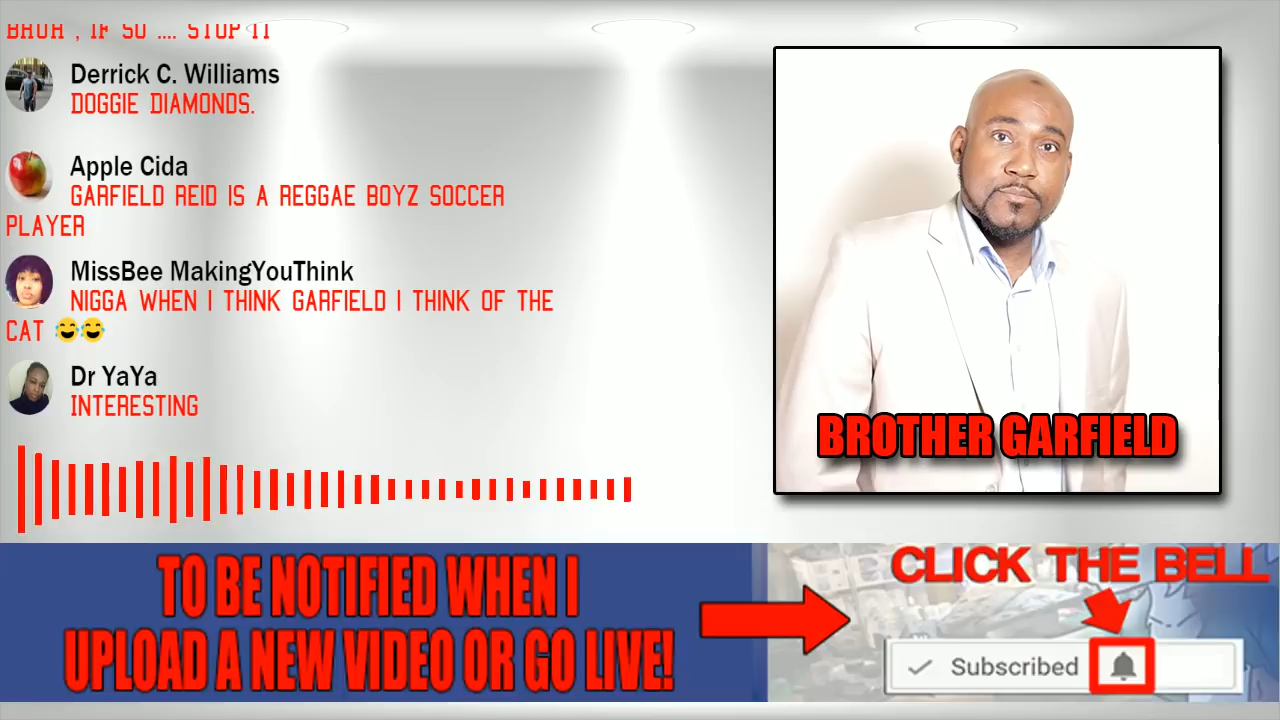 BRUH , IF SO .... STOP IT
Derrick C. Williams
DOGGIE DIAMONDS.
Apple Cida
GARFIELD REID IS A REGGAE BOYZ SOCCER
PLAYER
MissBee MakingYouThink
NIGGA WHEN I THINK GARFIELD I THINK OF THE
CAT 😂😂
Dr YaYa
INTERESTING
BROTHER GARFIELD
TO BE NOTIFIED WHEN I
UPLOAD A NEW VIDEO OR GO LIVE!
CLICK THE BELL
Subscribed